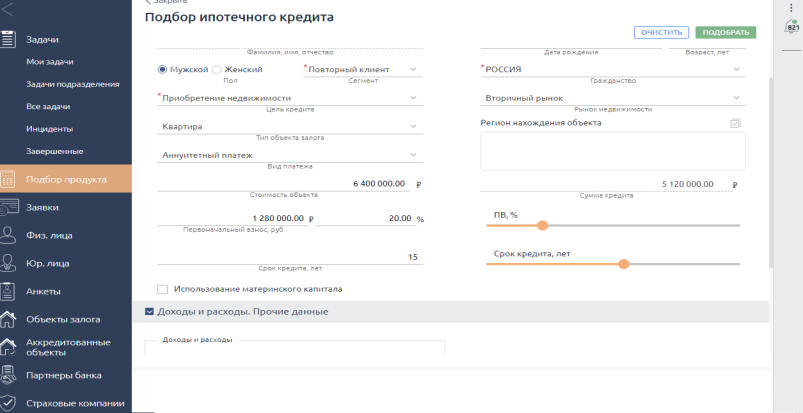 Закрыть
Подбор ипотечного кредита
821
ОЧИСТИТЬ
ПОДОБРАТЬ
Задачи
Мои задачи
Задачи подразделения
Все задачи
Инциденты
Завершенные
Подбор продукта
Заявки
Физ. лица
Юр. лица
Анкеты
Объекты залога
Аккредитованные
объекты
Партнеры банка
Страховые компании
Фамилия, имя, отчество
Дата рождения
Возраст, лет
Мужской
Женский
Пол
*Повторный клиент
Сегмент
*РОССИЯ
Гражданство
*Приобретение недвижимости
Цель кредита
Вторичный рынок
Рынок недвижимости
Квартира
Тип объекта залога
Регион нахождения объекта
Аннуитетный платеж
Вид платежа
6 400 000.00 ₽
Стоимость объекта
5 120 000.00 ₽
Сумма кредита
1 280 000.00 ₽
20.00 %
Первоначальный взнос, руб
ПВ, %
15
Срок кредита, лет
Срок кредита, лет
Использование материнского капитала
Доходы и расходы. Прочие данные
Доходы и расходы